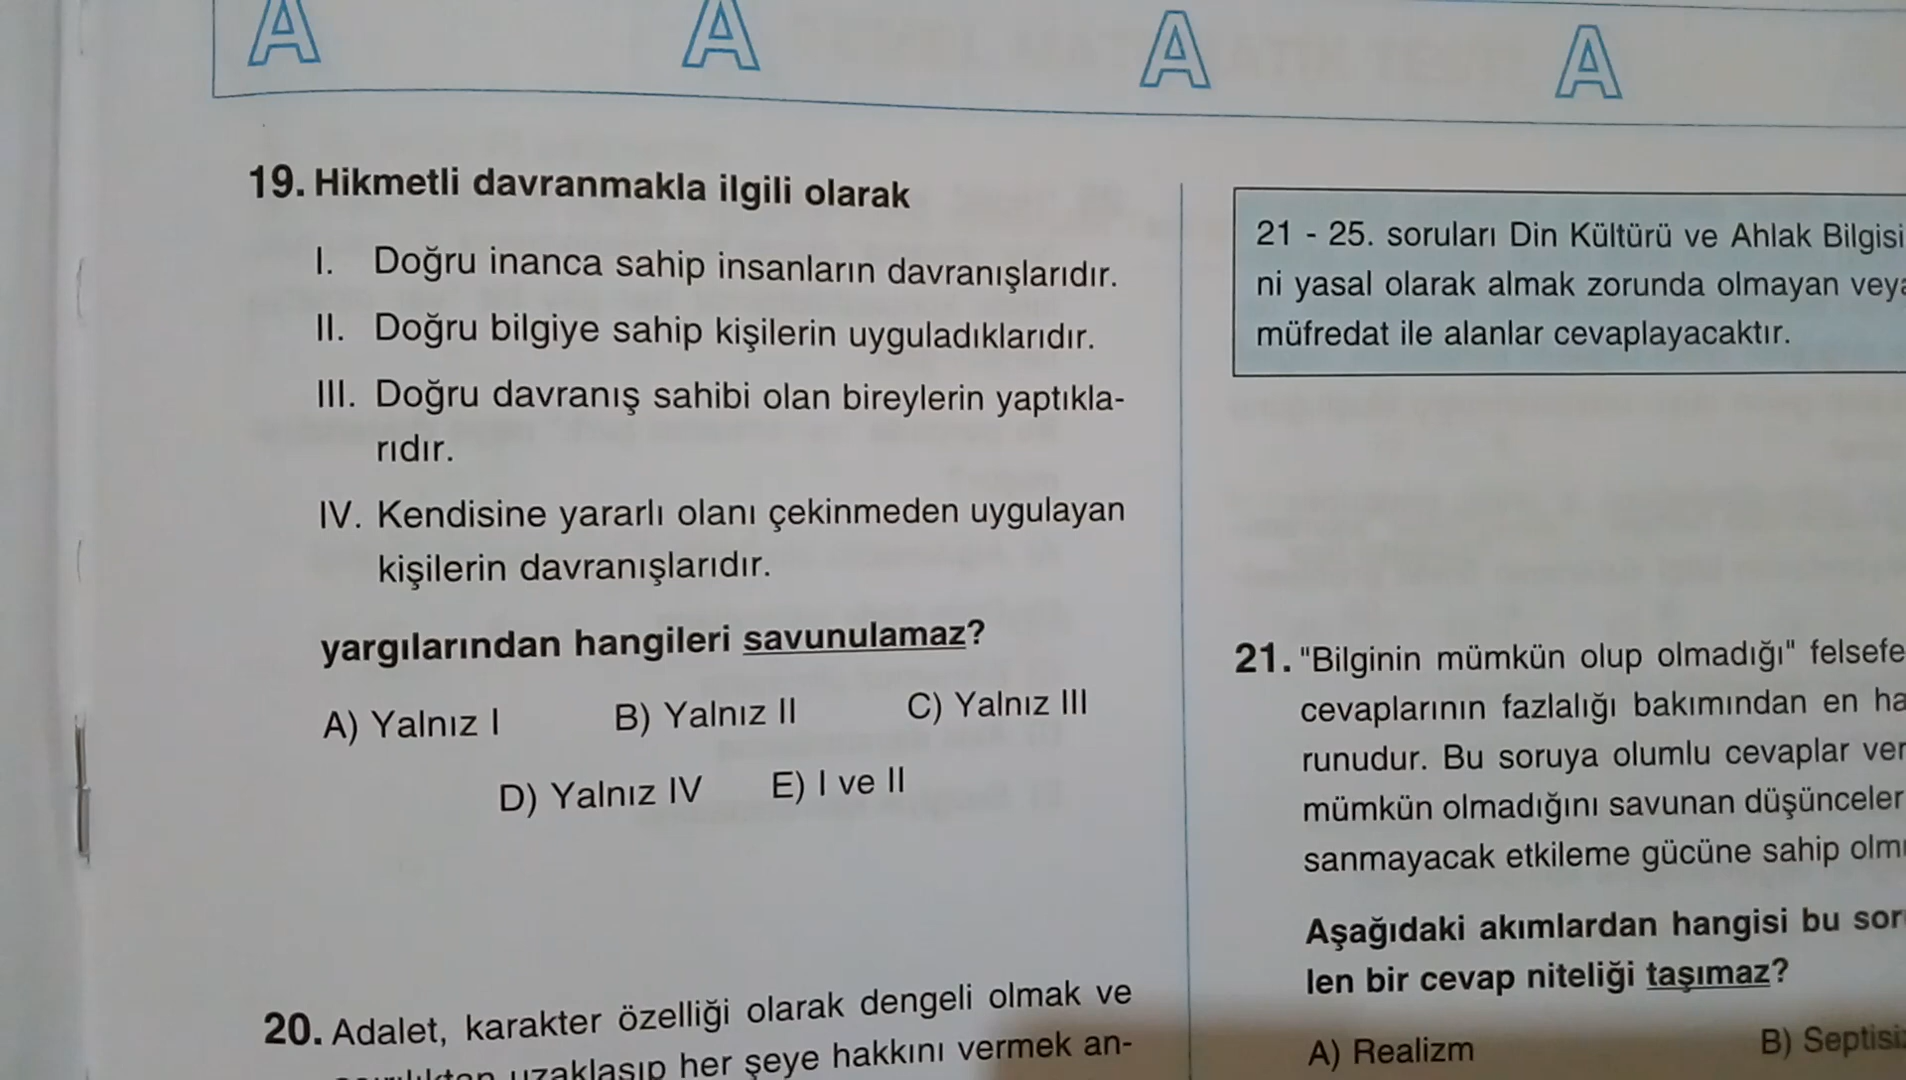 A A A A
19. Hikmetli davranmakla ilgili olarak
I. Doğru inanca sahip insanların davranışlarıdır.
II. Doğru bilgiye sahip kişilerin uyguladıklarıdır.
III. Doğru davranış sahibi olan bireylerin yaptıkla-
rıdır.
IV. Kendisine yararlı olanı çekinmeden uygulayan
kişilerin davranışlarıdır.
yargılarından hangileri savunulamaz?
A) Yalnız I B) Yalnız II C) Yalnız III
D) Yalnız IV E) I ve II
20. Adalet, karakter özelliği olarak dengeli olmak ve
uzaklaşıp her şeye hakkını vermek an-
21 - 25. soruları Din Kültürü ve Ahlak Bilgisi
ni yasal olarak almak zorunda olmayan veya
müfredat ile alanlar cevaplayacaktır.
21. "Bilginin mümkün olup olmadığı" felsefe
cevaplarının fazlalığı bakımından en ha
runudur. Bu soruya olumlu cevaplar ver
mümkün olmadığını savunan düşünceler
sanmayacak etkileme gücüne sahip olm
Aşağıdaki akımlardan hangisi bu sor
len bir cevap niteliği taşımaz?
A) Realizm B) Septisi